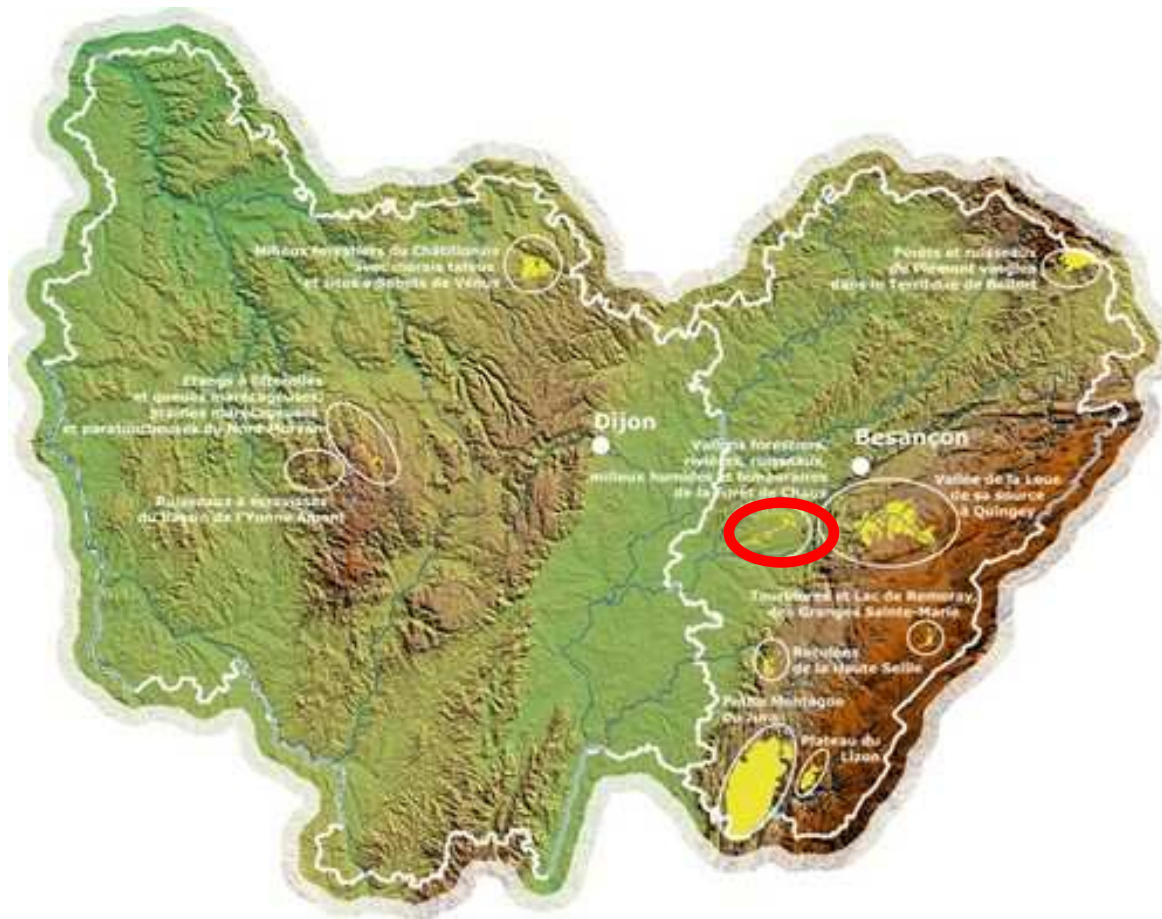 Milieux forestiers du Châtillonnais
avec marais tufeux
et sites à Sabots de Vénus
Forêts et ruisseaux
du Piémont vosgien
dans le Territoire de Belfort
Etangs à littorelles
et queues marécageuses,
prairies marécageuses
et paratourbeuses du Nord Morvan
Ruisseaux à écrevisses
du Bassin de l'Yonne Amont
Dijon
Besançon
Vallons forestiers,
rivières, ruisseaux,
milieux humides et temporaires
de la forêt de Chaux
Vallée de la Loue
de sa source
à Quingey
Tourbières et Lac de Remoray,
des Granges Sainte-Marie
Reculées
de la Haute Seille
Petite Montagne
du Jura
Plateau du
Lizon